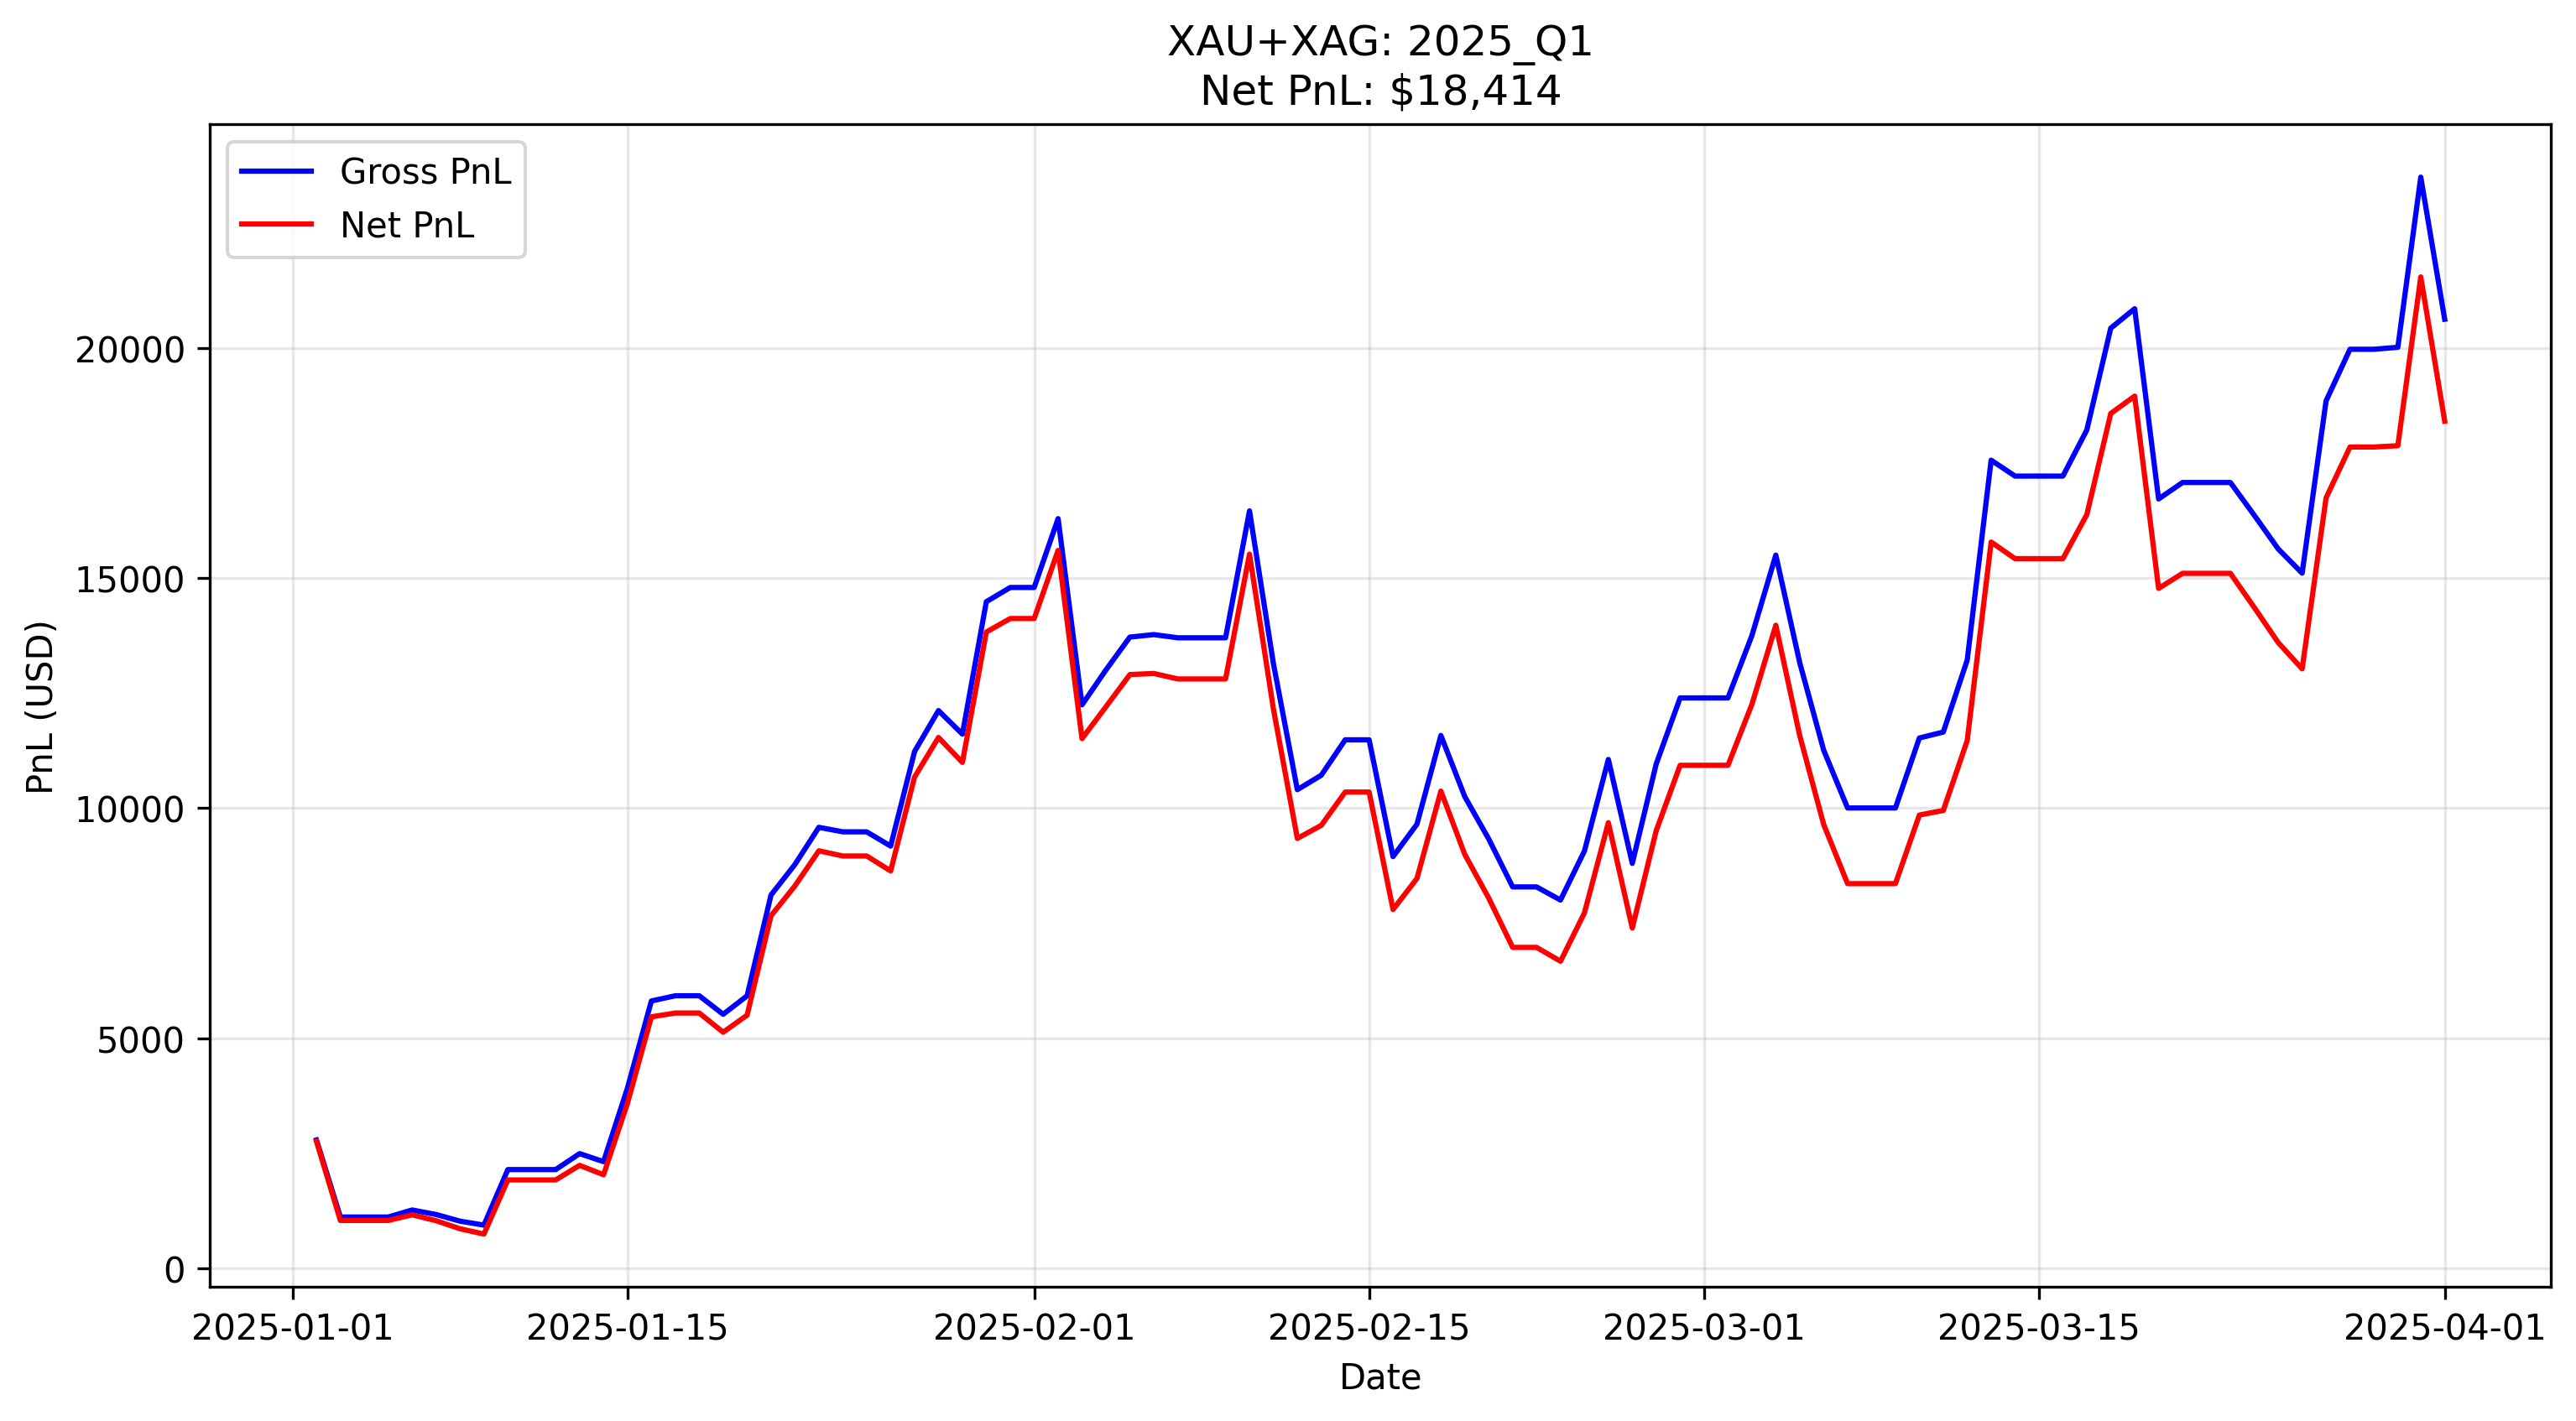 XAU+XAG: 2025_Q1
Net PnL: $18,414
Gross PnL
Net PnL
PnL (USD)
20000
15000
10000
5000
0
2025-01-01
2025-01-15
2025-02-01
2025-02-15
2025-03-01
2025-03-15
2025-04-01
Date